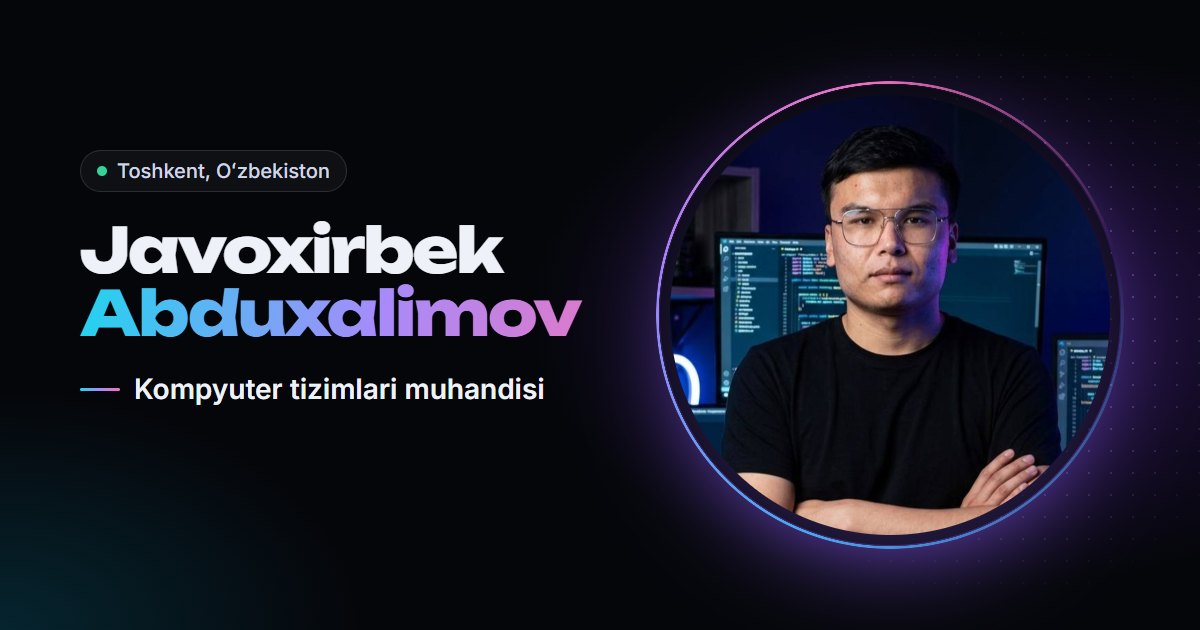 Toshkent, Oʻzbekiston
Javoxirbek
Abduxalimov
Kompyuter tizimlari muhandisi